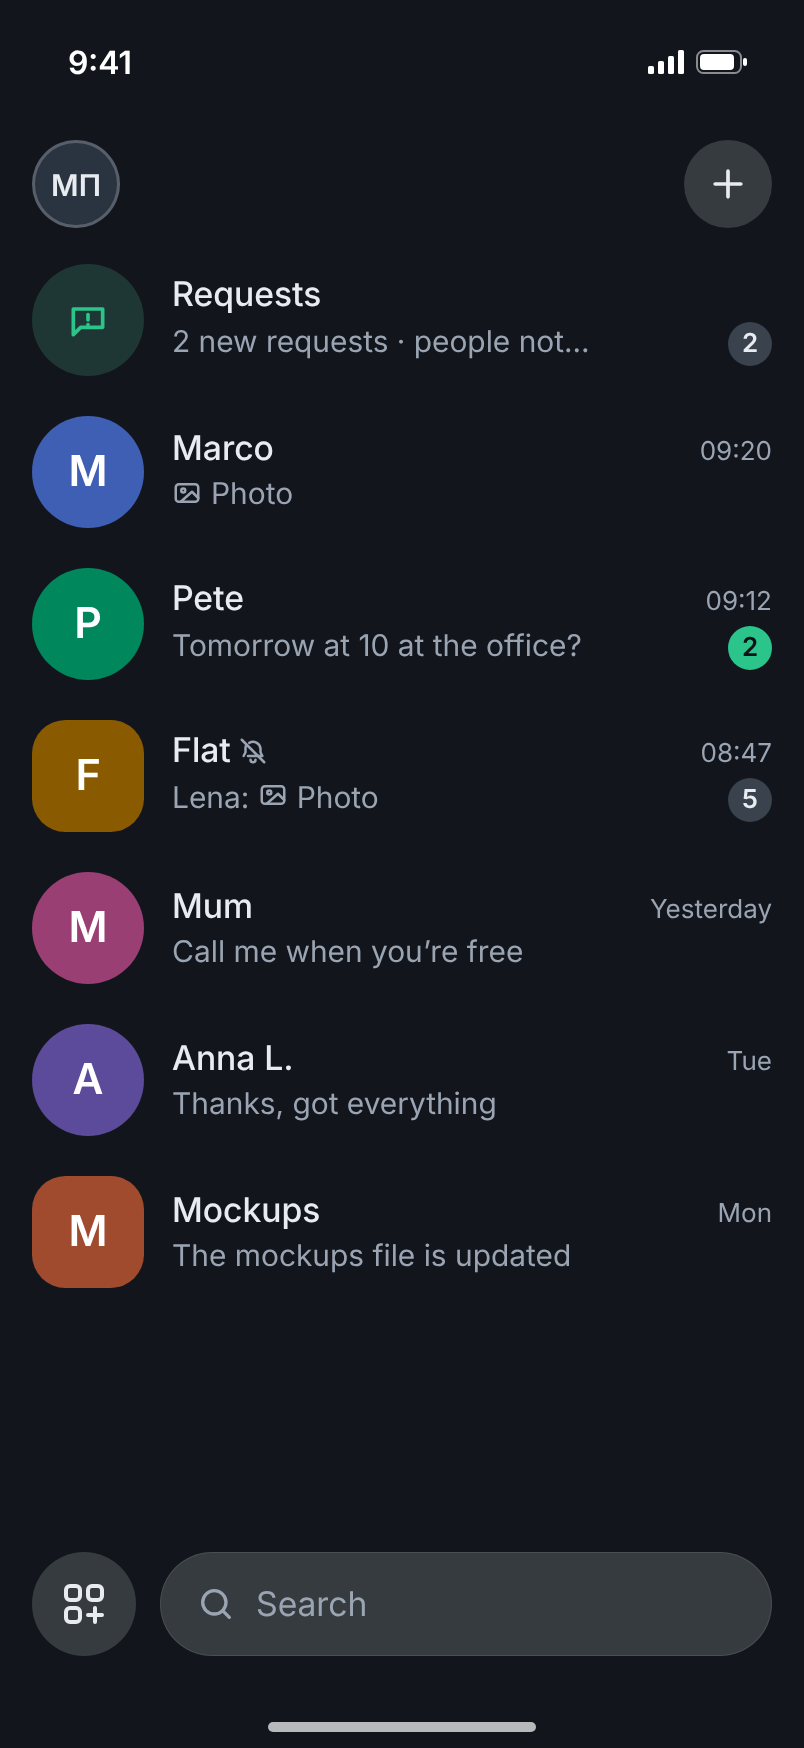 9:41
МП
Requests
2 new requests · people not...
2
M
Marco
09:20
Photo
P
Pete
09:12
Tomorrow at 10 at the office?
2
F
Flat
08:47
Lena: Photo
5
M
Mum
Yesterday
Call me when you’re free
A
Anna L.
Tue
Thanks, got everything
M
Mockups
Mon
The mockups file is updated
Search